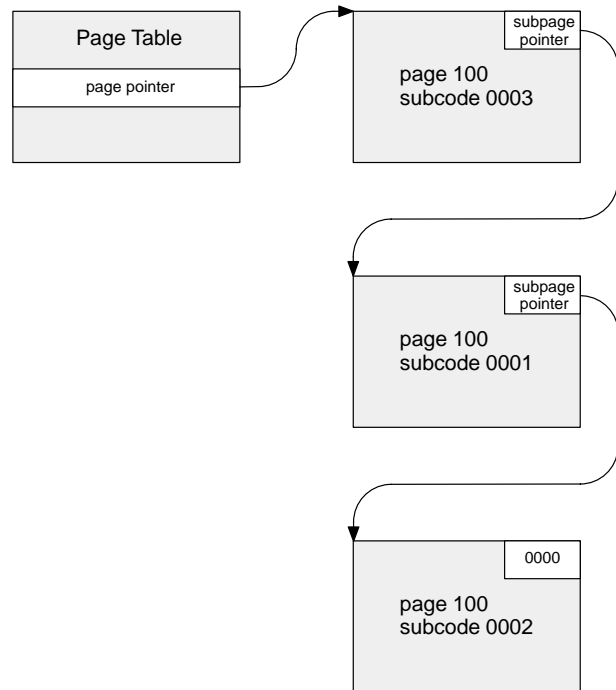 Page Table
page pointer
subpage
pointer
page 100
subcode 0003
subpage
pointer
page 100
subcode 0001
0000
page 100
subcode 0002